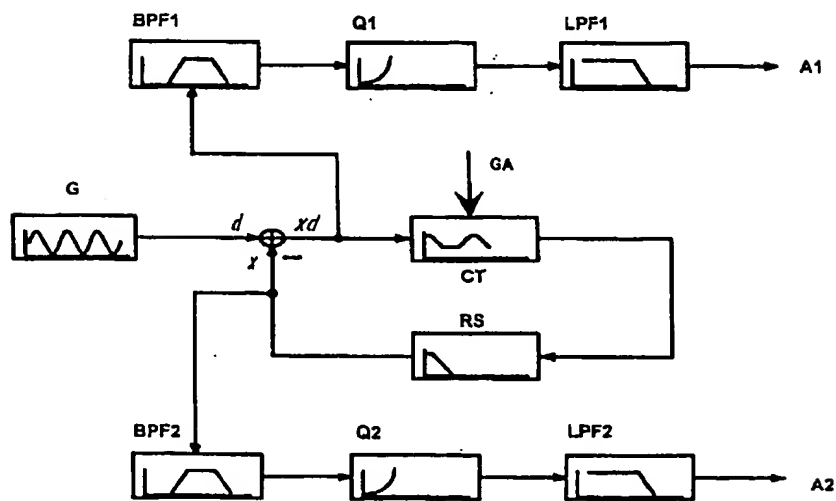 BPF1 Q1 LPF1
A1
GA
G
d xd
x −
CT
RS
BPF2 Q2 LPF2
A2